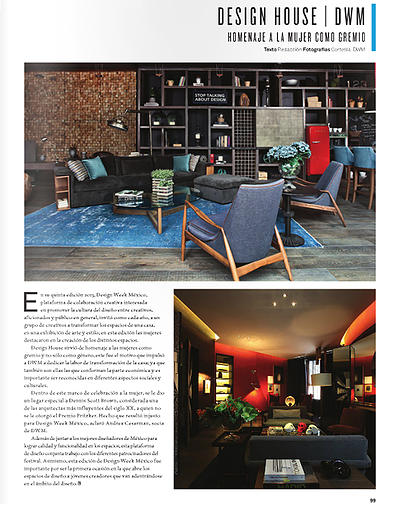 DESIGN HOUSE | DWM
HOMENAJE A LA MUJER COMO GREMIO
Texto Redacción Fotografías Cortesía, DWM
STOP TALKING
ABOUT DESIGN
En su quinta edición 2013, Design Week México,
plataforma de colaboración creativa interesada
en promover la cultura del diseño entre creativos,
aficionados y público en general, invitó como cada año, a un
grupo de creativos a transformar los espacios de una casa,
es una exhibición de arte y estilo; en esta edición las mujeres
destacaron en la creación de los distintos espacios.
Design House sirvió de homenaje a las mujeres como
gremio y no sólo como género, este fue el motivo que impulsó
a DWM a dedicar la labor de transformación de la casa; ya que
también son ellas las que conforman la parte económica y es
importante ser reconocidas en diferentes aspectos sociales y
culturales.
Dentro de este marco de celebración a la mujer, se le dio
un lugar especial a Denise Scott Brown, considerada una
de las arquitectas más influyentes del siglo XX, a quien no
se le otorgó el Premio Pritzker. Hecho que resultó injusto
para Design Week México, aclaró Andrea Cesarman, socia
de DWM.
Además de juntar a los mejores diseñadores de México para
lograr calidad y funcionalidad en los espacios, esta plataforma
de diseño conjunta trabajo con los diferentes patrocinadores del
festival. Asimismo, esta edición de Design Week México fue
importante por ser la primera ocasión en la que abre los
espacios de diseño a jóvenes creadores que van adentrándose
en el ámbito del diseño.
99